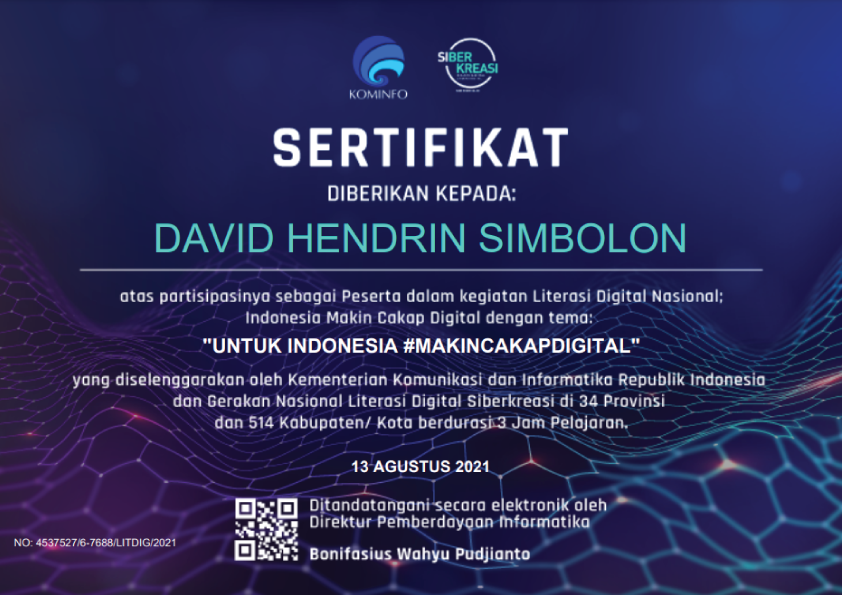 KOMINFO
SIBER
KREASI
SERTIFIKAT
DIBERIKAN KEPADA:
DAVID HENDRIN SIMBOLON
atas partisipasinya sebagai Peserta dalam kegiatan Literasi Digital Nasional;
Indonesia Makin Cakap Digital dengan tema:
"UNTUK INDONESIA #MAKINCAKAPDIGITAL"
yang diselenggarakan oleh Kementerian Komunikasi dan Informatika Republik Indonesia
dan Gerakan Nasional Literasi Digital Siberkreasi di 34 Provinsi
dan 514 Kabupaten/ Kota berdurasi 3 Jam Pelajaran.
13 AGUSTUS 2021
Ditandatangani secara elektronik oleh
Direktur Pemberdayaan Informatika
NO: 4537527/6-7688/LITDIG/2021
Bonifasius Wahyu Pudjianto